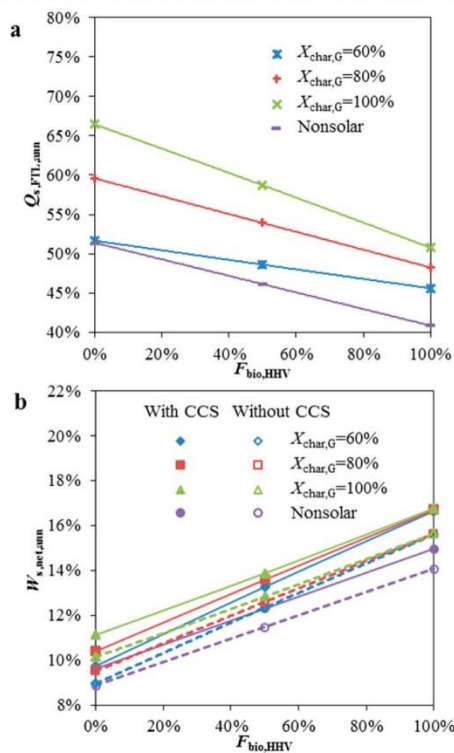 a
80%
75%
70%
65%
60%
55%
50%
45%
40%
Qs,FTL,ann
Xchar,G=60%
Xchar,G=80%
Xchar,G=100%
Nonsolar
0% 20% 40% 60% 80% 100%
Fbio,HHV
b
22%
20%
18%
16%
14%
12%
10%
8%
Ws,net,ann
With CCS Without CCS
Xchar,G=60%
Xchar,G=80%
Xchar,G=100%
Nonsolar
0% 20% 40% 60% 80% 100%
Fbio,HHV